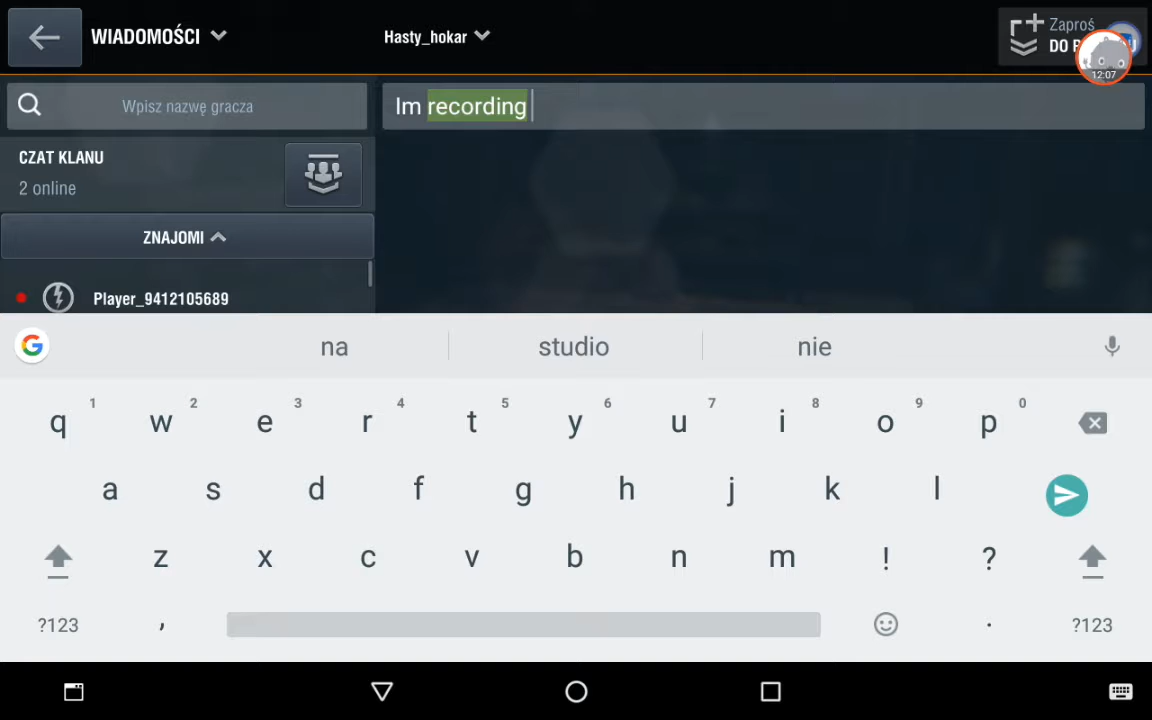 WIADOMOŚCI
Hasty_hokar
Zaproś
DO P
12:07
Wpisz nazwę gracza
Im recording
CZAT KLANU
2 online
ZNAJOMI
Player_9412105689
G
na studio nie
1 2 3 4 5 6 7 8 9 0
q w e r t y u i o p
a s d f g h j k l
z x c v b n m ! ?
?123 , . ?123